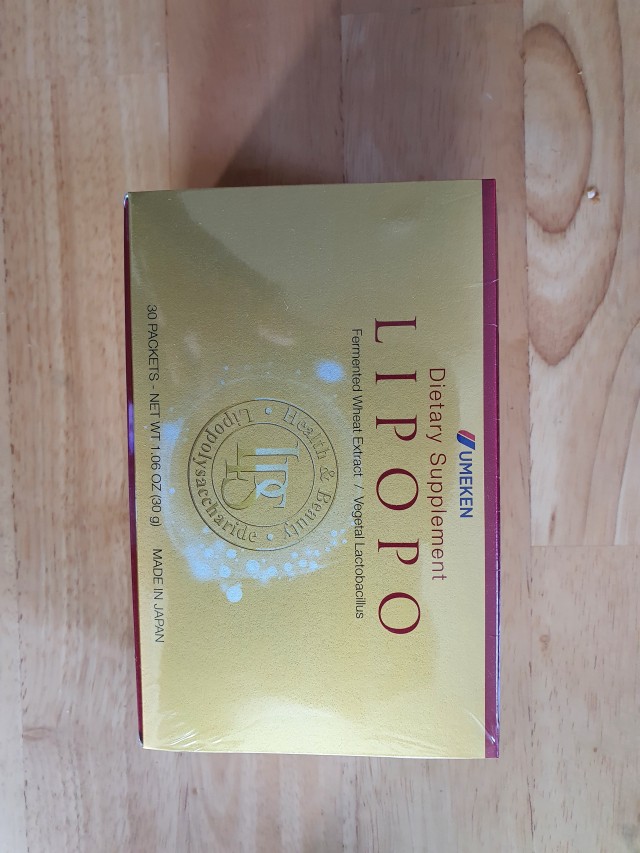 UMEKEN
Dietary Supplement
LIPOPO
Fermented Wheat Extract / Vegetal Lactobacillus
Health & Beauty
LPS
Lipopolysaccharide
30 PACKETS - NET WT 1.06 OZ (30 g) MADE IN JAPAN